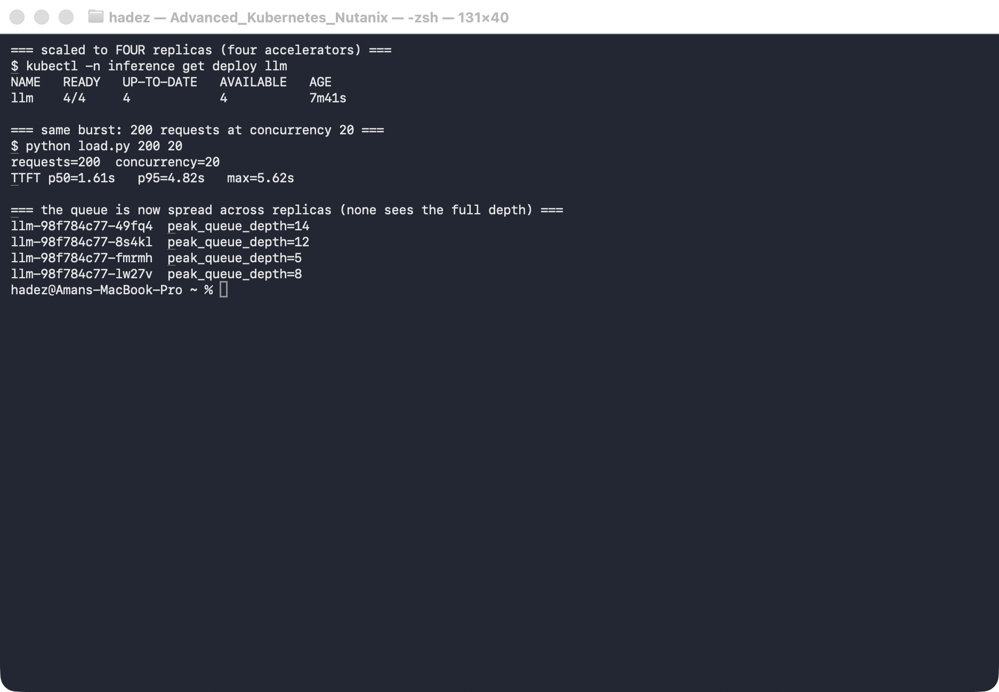 hadez — Advanced_Kubernetes_Nutanix — -zsh — 131×40
=== scaled to FOUR replicas (four accelerators) ===
$ kubectl -n inference get deploy llm
NAME   READY   UP-TO-DATE   AVAILABLE   AGE
llm    4/4     4            4           7m41s
=== same burst: 200 requests at concurrency 20 ===
$ python load.py 200 20
requests=200  concurrency=20
TTFT p50=1.61s   p95=4.82s   max=5.62s
=== the queue is now spread across replicas (none sees the full depth) ===
llm-98f784c77-49fq4  peak_queue_depth=14
llm-98f784c77-8s4kl  peak_queue_depth=12
llm-98f784c77-fmrmh  peak_queue_depth=5
llm-98f784c77-lw27v  peak_queue_depth=8
hadez@Amans-MacBook-Pro ~ %